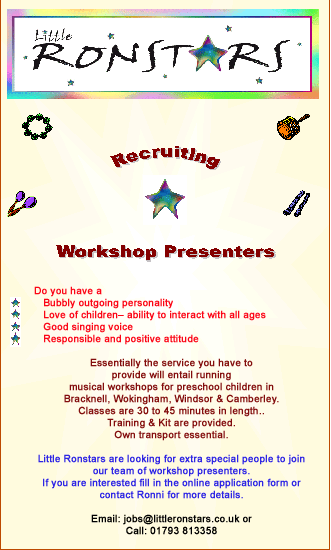 Little
RONSTARS
Recruiting
Workshop Presenters
Do you have a
Bubbly outgoing personality
Love of children– ability to interact with all ages
Good singing voice
Responsible and positive attitude
Essentially the service you have to
provide will entail running
musical workshops for preschool children in
Bracknell, Wokingham, Windsor & Camberley.
Classes are 30 to 45 minutes in length..
Training & Kit are provided.
Own transport essential.
Little Ronstars are looking for extra special people to join
our team of workshop presenters.
If you are interested fill in the online application form or
contact Ronni for more details.
Email: jobs@littleronstars.co.uk or
Call: 01793 813358